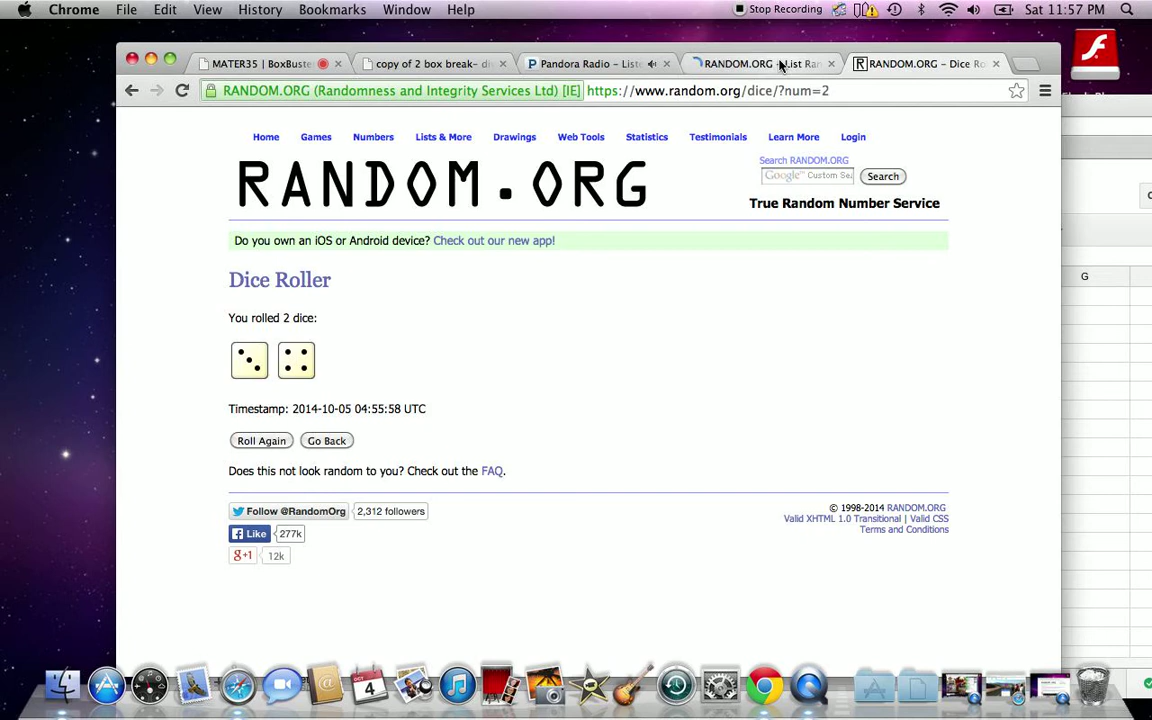 Chrome File Edit View History Bookmarks Window Help Stop Recording Sat 11:57 PM
MATER35 | BoxBuste copy of 2 box break- di Pandora Radio - Liste RANDOM.ORG - List Ran RANDOM.ORG - Dice Ro
RANDOM.ORG (Randomness and Integrity Services Ltd) [IE] https://www.random.org/dice/?num=2
Home Games Numbers Lists & More Drawings Web Tools Statistics Testimonials Learn More Login
Search RANDOM.ORG
RANDOM.ORG
Google™ Custom Sea Search
True Random Number Service
Do you own an iOS or Android device? Check out our new app!
G
Dice Roller
You rolled 2 dice:
Timestamp: 2014-10-05 04:55:58 UTC
Roll Again Go Back
Does this not look random to you? Check out the FAQ.
Follow @RandomOrg 2,312 followers
© 1998-2014 RANDOM.ORG
Like 277k
Valid XHTML 1.0 Transitional | Valid CSS
Terms and Conditions
g+1 12k
OCT
4